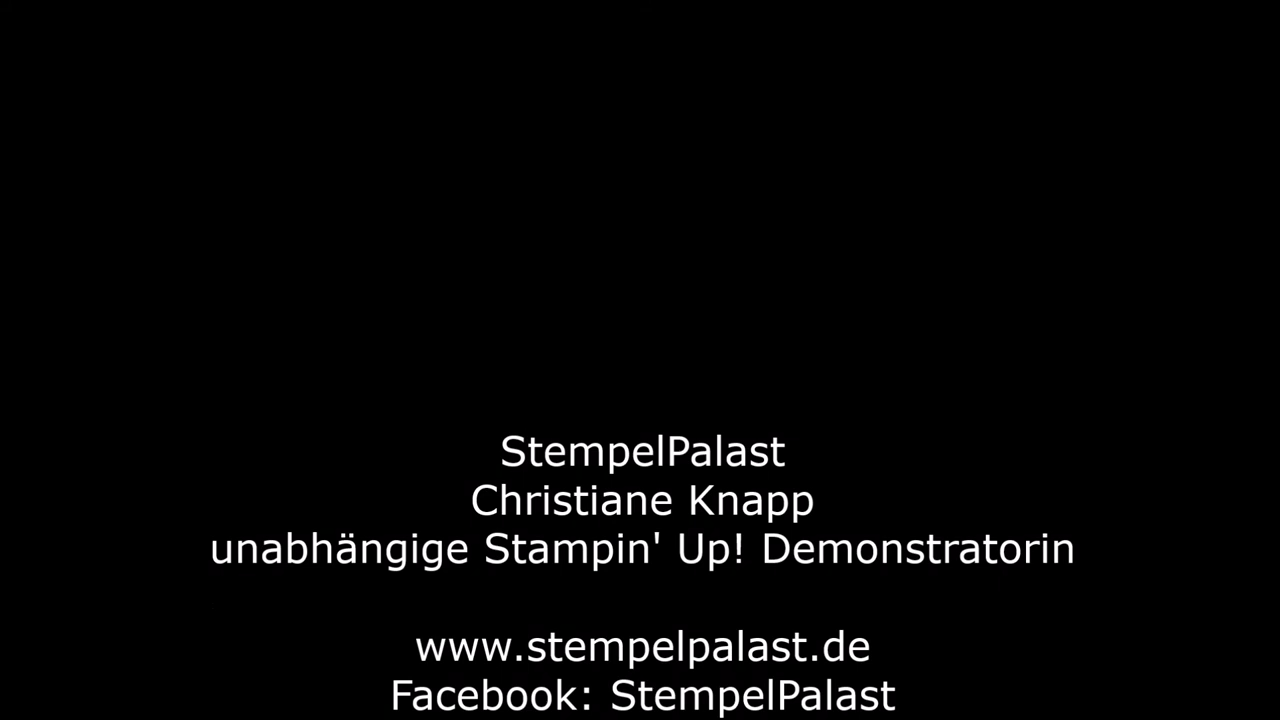 StempelPalast
Christiane Knapp
unabhängige Stampin' Up! Demonstratorin
www.stempelpalast.de
Facebook: StempelPalast